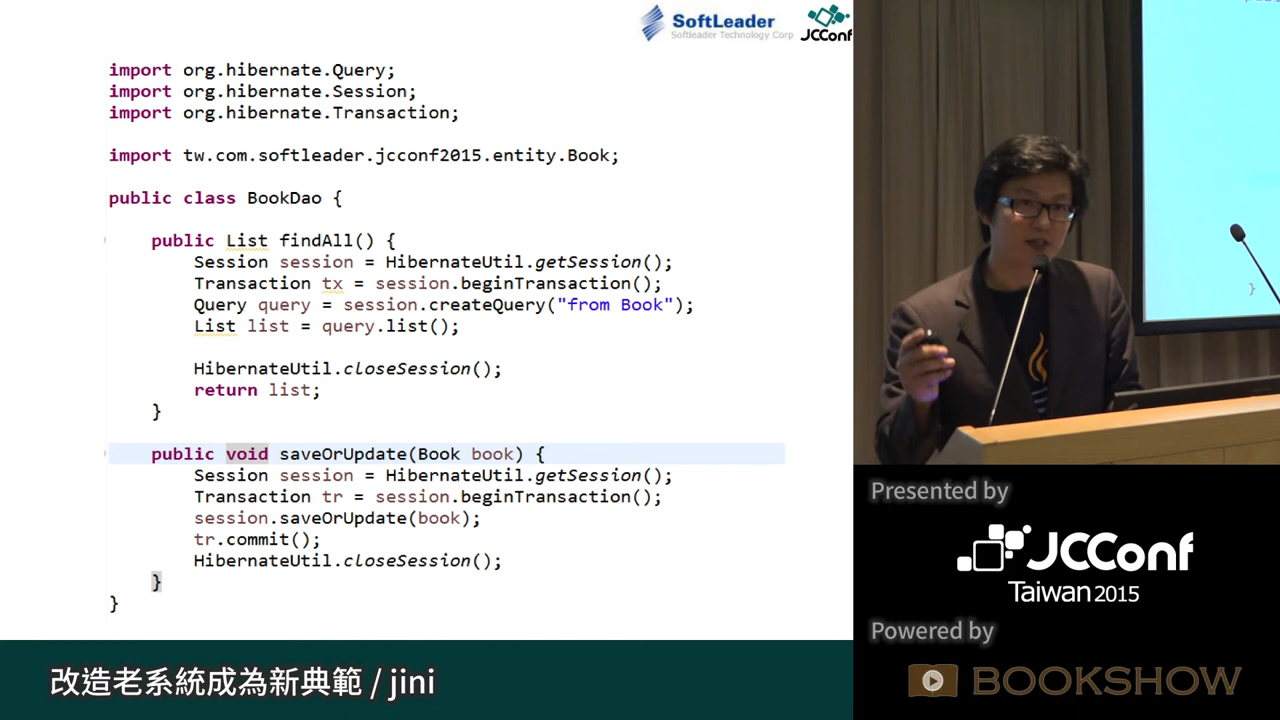 SoftLeader
Softleader Technology Corp
JCConf
import org.hibernate.Query;
import org.hibernate.Session;
import org.hibernate.Transaction;
import tw.com.softleader.jcconf2015.entity.Book;
public class BookDao {
public List findAll() {
Session session = HibernateUtil.getSession();
Transaction tx = session.beginTransaction();
Query query = session.createQuery("from Book");
List list = query.list();
HibernateUtil.closeSession();
return list;
}
public void saveOrUpdate(Book book) {
Session session = HibernateUtil.getSession();
Transaction tr = session.beginTransaction();
session.saveOrUpdate(book);
tr.commit();
HibernateUtil.closeSession();
}
}
}
Presented by
JCConf
Taiwan 2015
Powered by
BOOKSHOW
改造老系統成為新典範 / jini